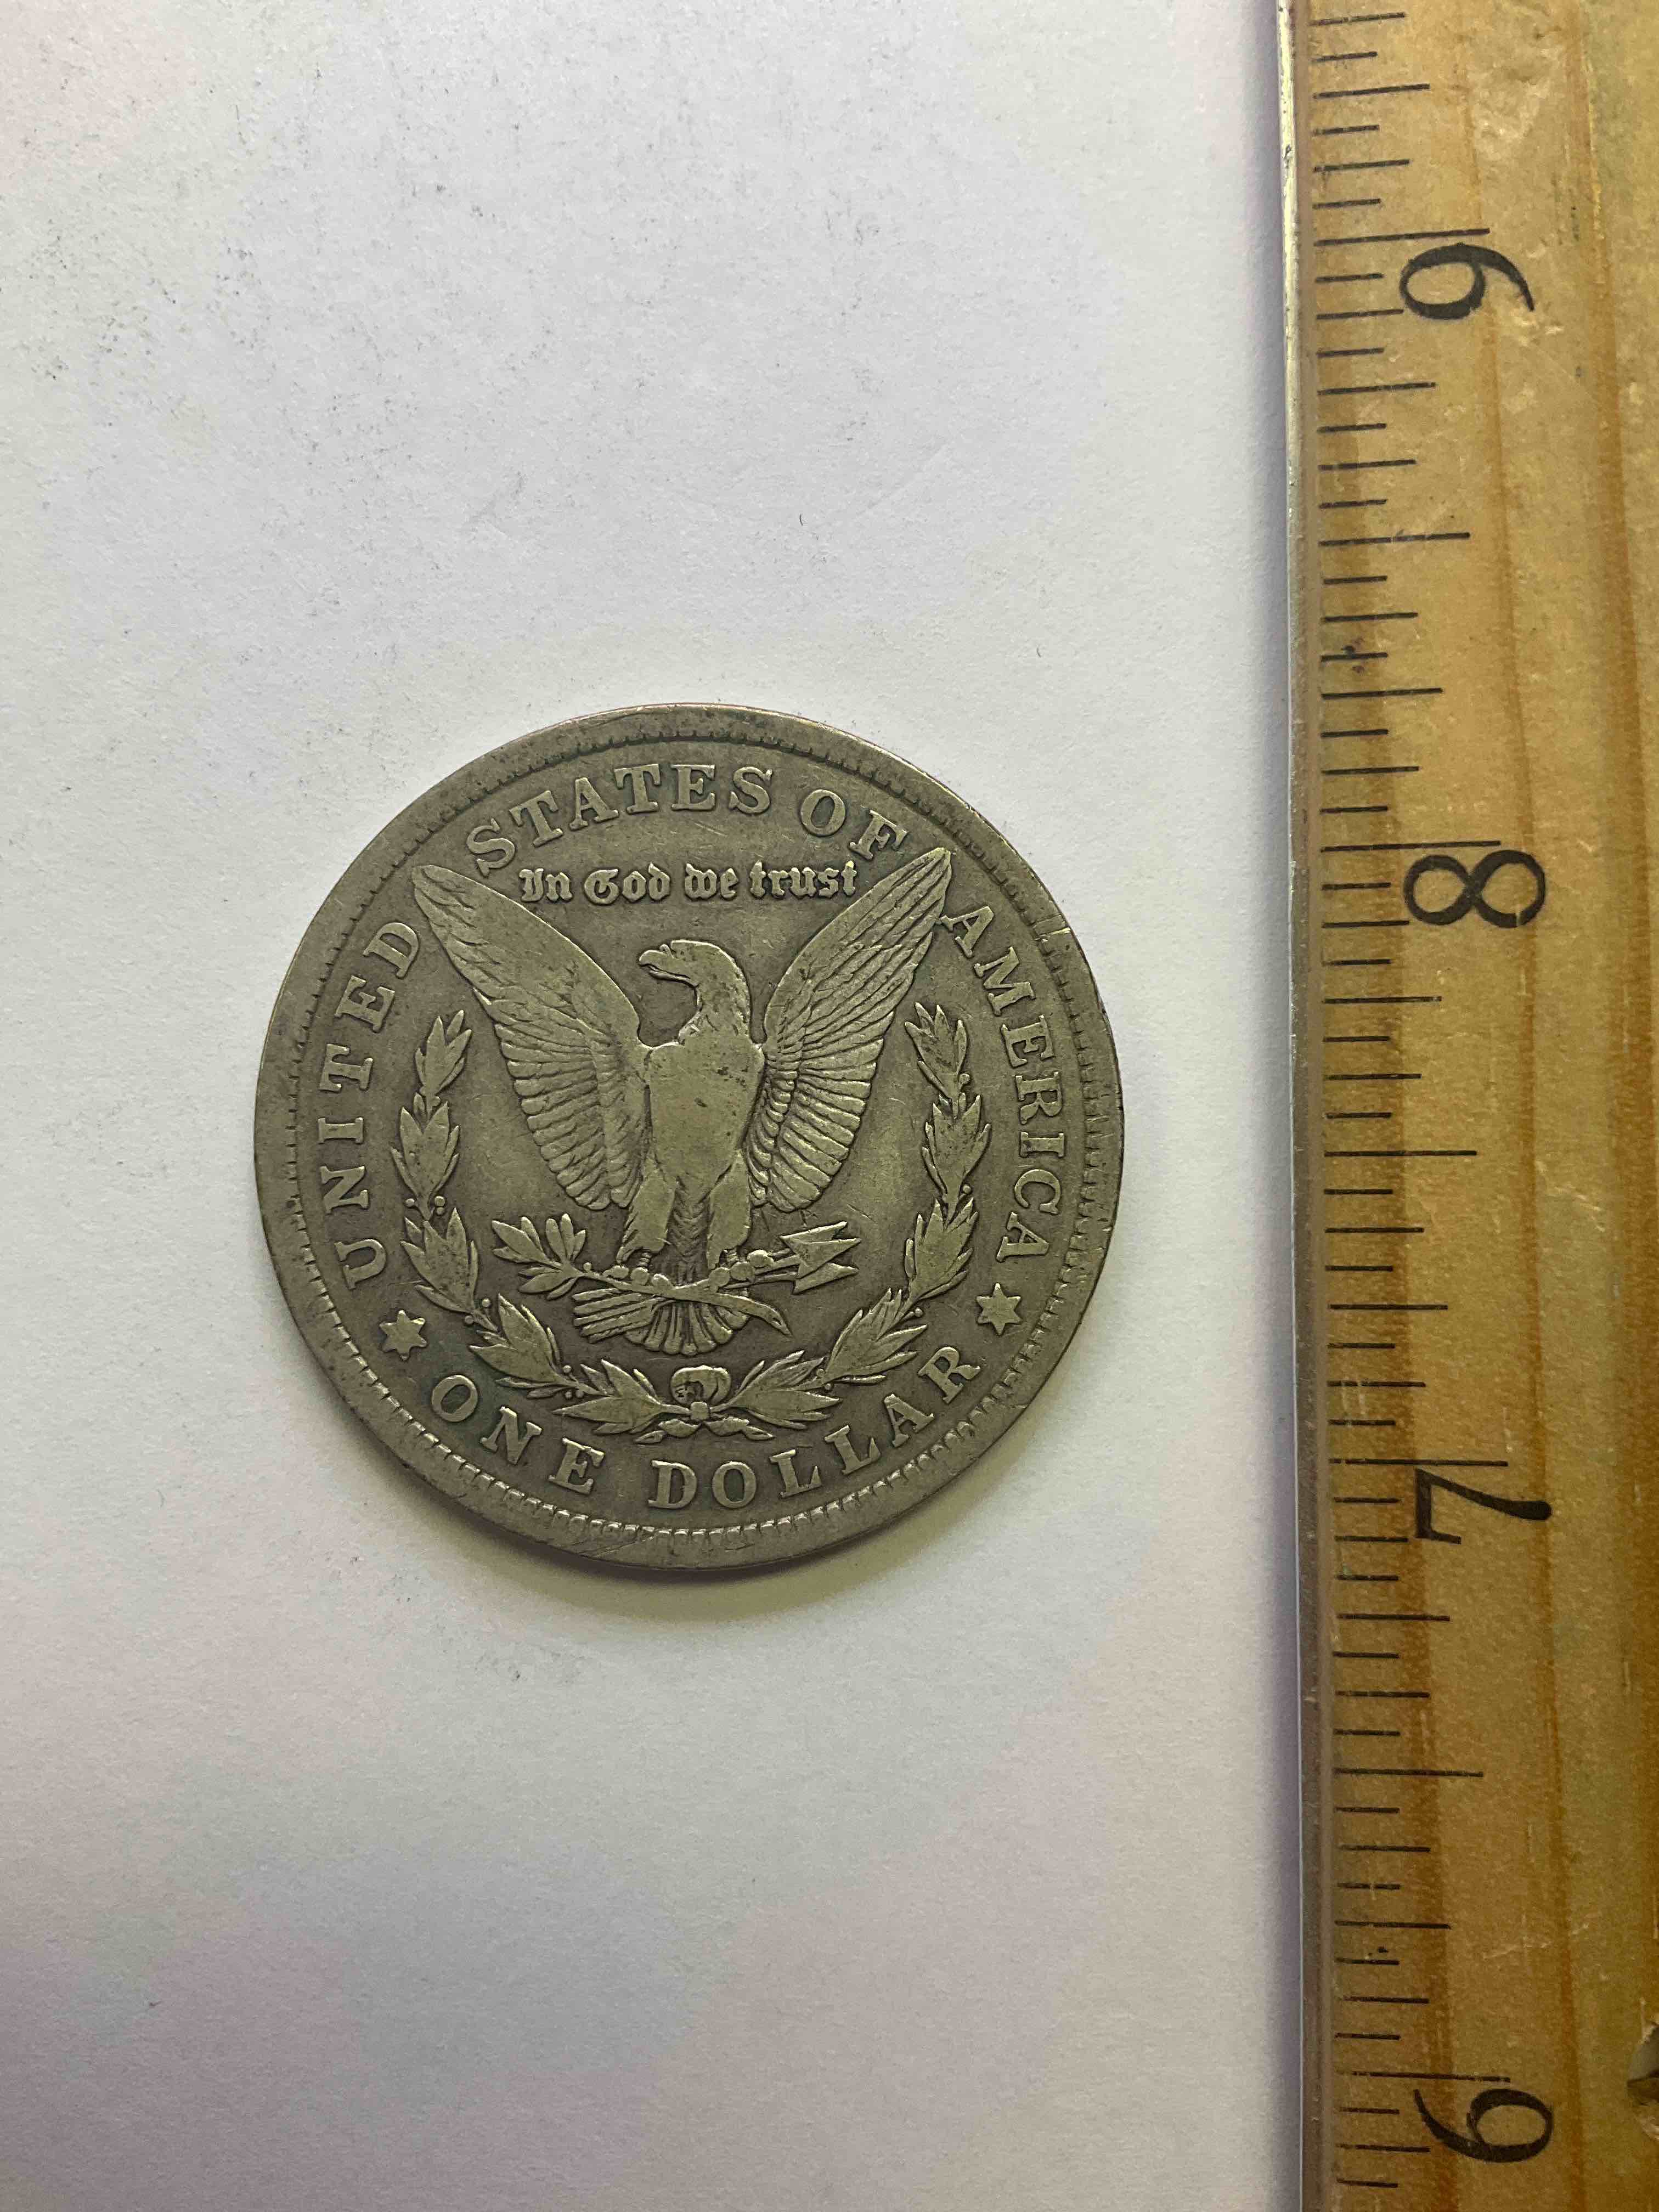 UNITED STATES OF AMERICA
In God we trust
ONE DOLLAR
9
8
7
6